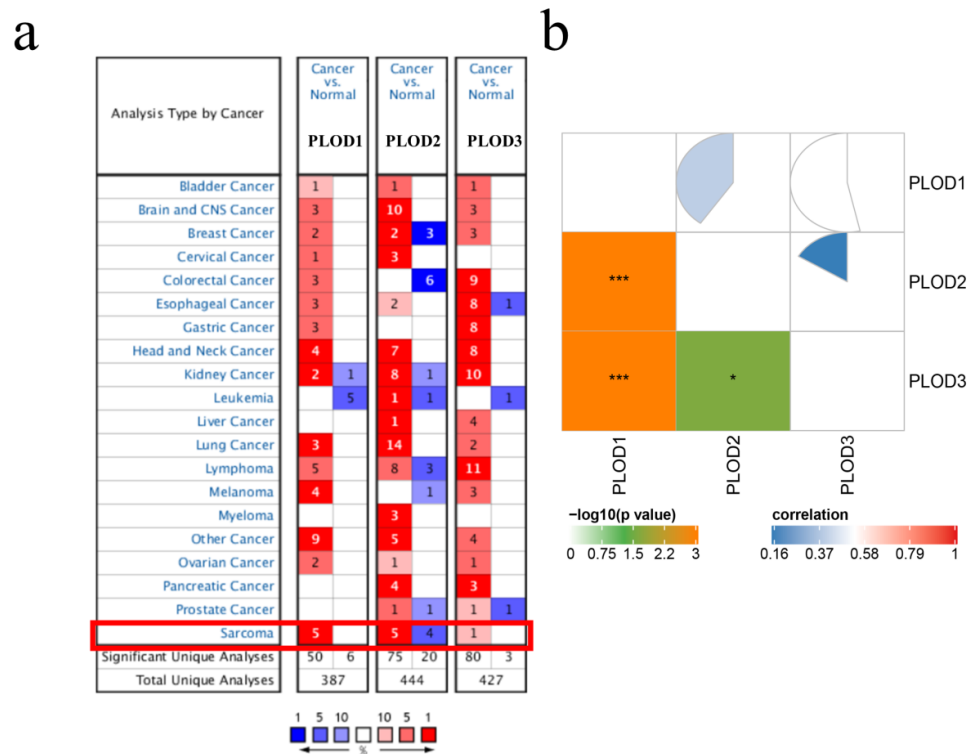 a
b
Analysis Type by Cancer
Cancer vs. Normal PLOD1
Cancer vs. Normal PLOD2
Cancer vs. Normal PLOD3
Bladder Cancer 1 1 1
Brain and CNS Cancer 3 10 3
Breast Cancer 2 2 3 3
Cervical Cancer 1 3
Colorectal Cancer 3 6 9
Esophageal Cancer 3 2 8 1
Gastric Cancer 3 8
Head and Neck Cancer 4 7 8
Kidney Cancer 2 1 8 1 10
Leukemia 5 1 1 1
Liver Cancer 1 4
Lung Cancer 3 14 2
Lymphoma 5 8 3 11
Melanoma 4 1 3
Myeloma 3
Other Cancer 9 5 4
Ovarian Cancer 2 1 1
Pancreatic Cancer 4 3
Prostate Cancer 1 1 1 1
Sarcoma 5 5 4 1
Significant Unique Analyses 50 6 75 20 80 3
Total Unique Analyses 387 444 427
1 5 10 10 5 1
%
PLOD1
PLOD2
PLOD3
***
*** *
PLOD1 PLOD2 PLOD3
−log10(p value)
0 0.75 1.5 2.2 3
correlation
0.16 0.37 0.58 0.79 1